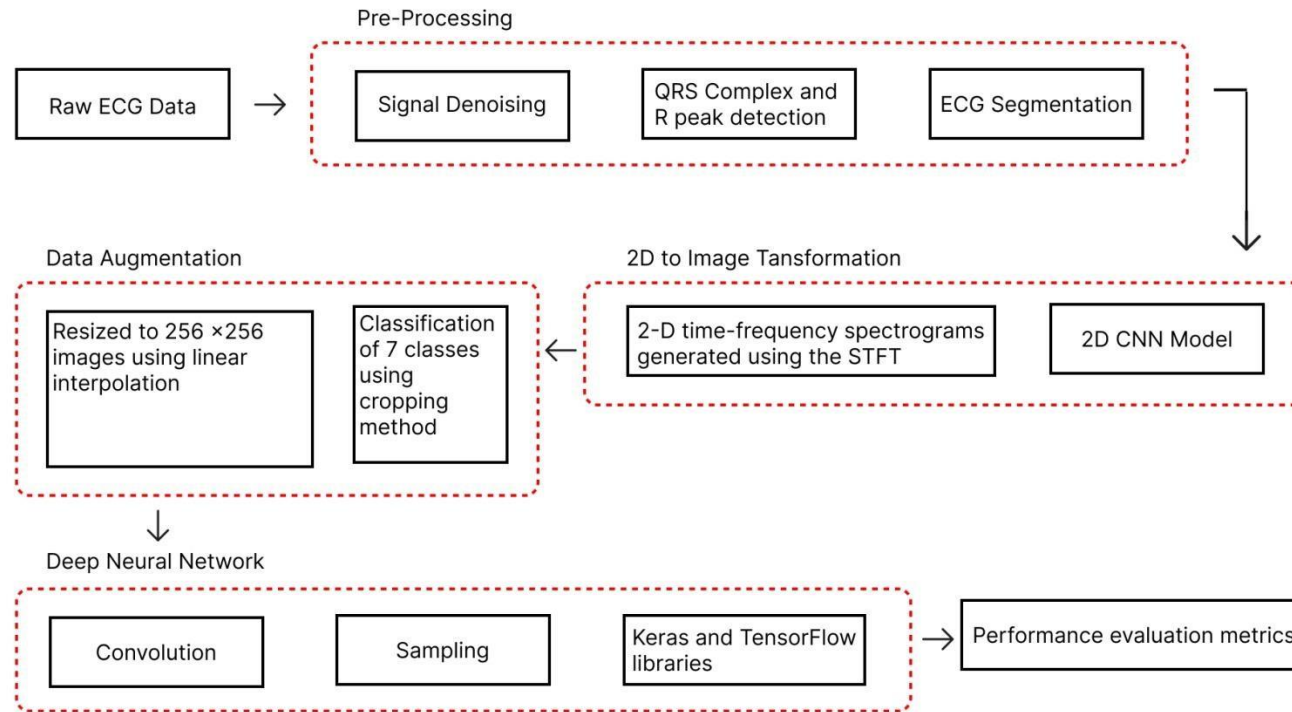 Pre-Processing
Raw ECG Data
Signal Denoising
QRS Complex and
R peak detection
ECG Segmentation
2D to Image Tansformation
2-D time-frequency spectrograms
generated using the STFT
2D CNN Model
Data Augmentation
Resized to 256 ×256
images using linear
interpolation
Classification
of 7 classes
using
cropping
method
Deep Neural Network
Convolution
Sampling
Keras and TensorFlow
libraries
Performance evaluation metrics